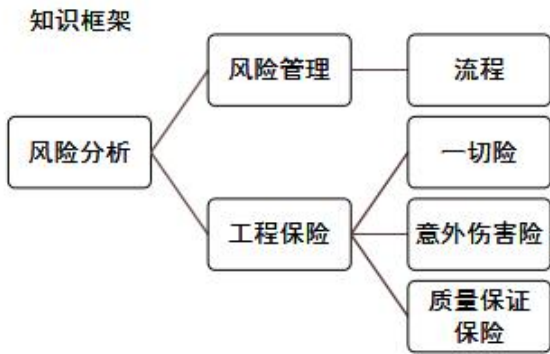 知识框架
风险管理
流程
风险分析
一切险
工程保险
意外伤害险
质量保证
保险